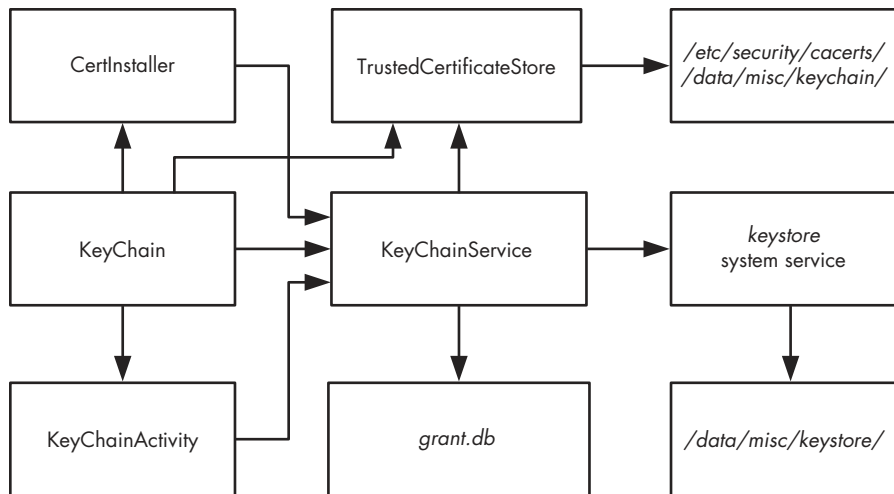 CertInstaller
TrustedCertificateStore
/etc/security/cacerts/
/data/misc/keychain/
KeyChain
KeyChainService
keystore
system service
KeyChainActivity
grant.db
/data/misc/keystore/